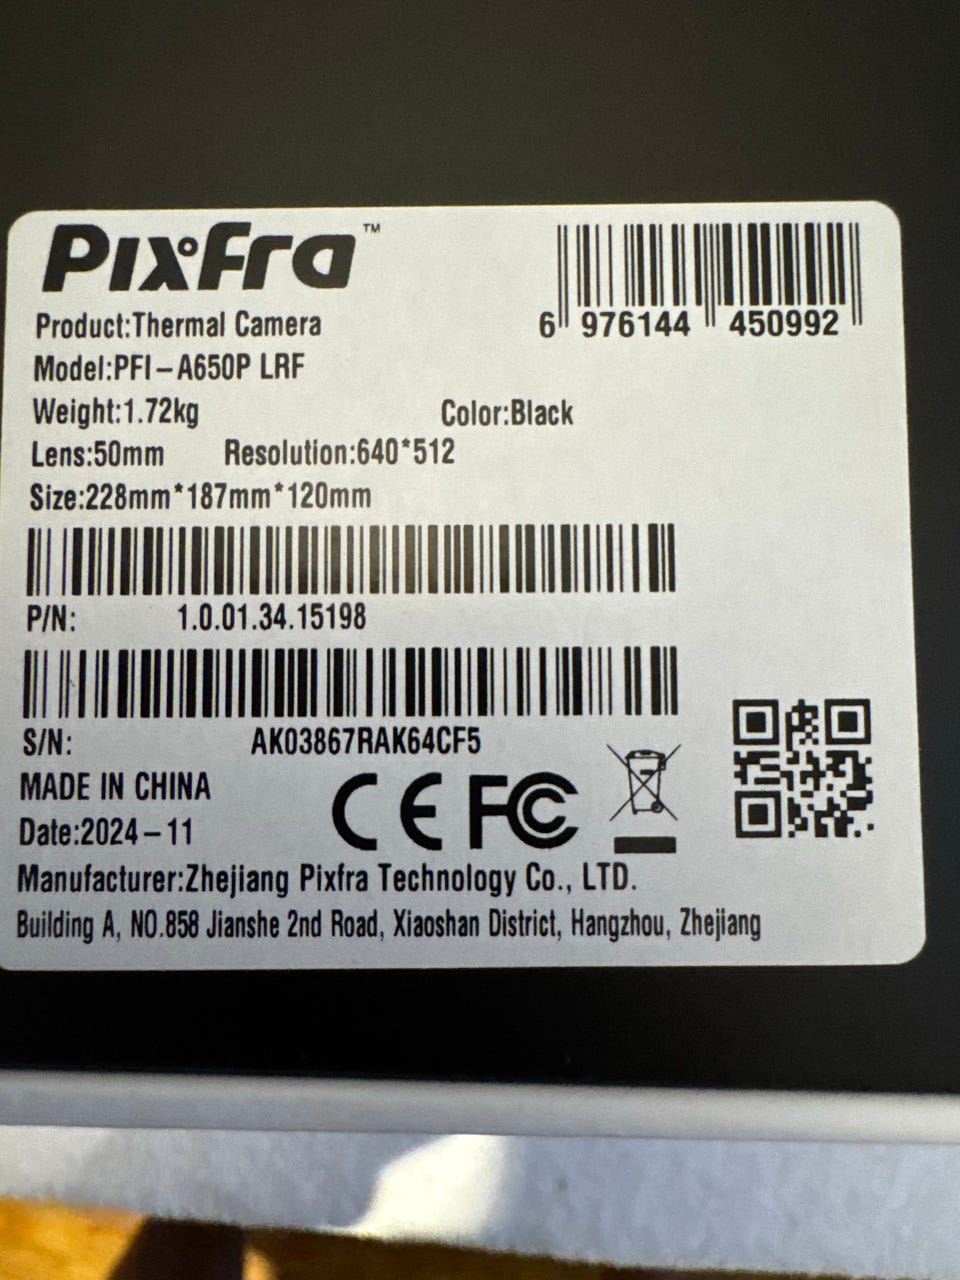 PixFra™
6 976144 450992
Product:Thermal Camera
Model:PFI-A650P LRF
Weight:1.72kg Color:Black
Lens:50mm Resolution:640*512
Size:228mm*187mm*120mm
P/N: 1.0.01.34.15198
S/N: AK03867RAK64CF5
MADE IN CHINA
Date:2024-11
CE FC
Manufacturer:Zhejiang Pixfra Technology Co., LTD.
Building A, NO.858 Jianshe 2nd Road, Xiaoshan District, Hangzhou, Zhejiang